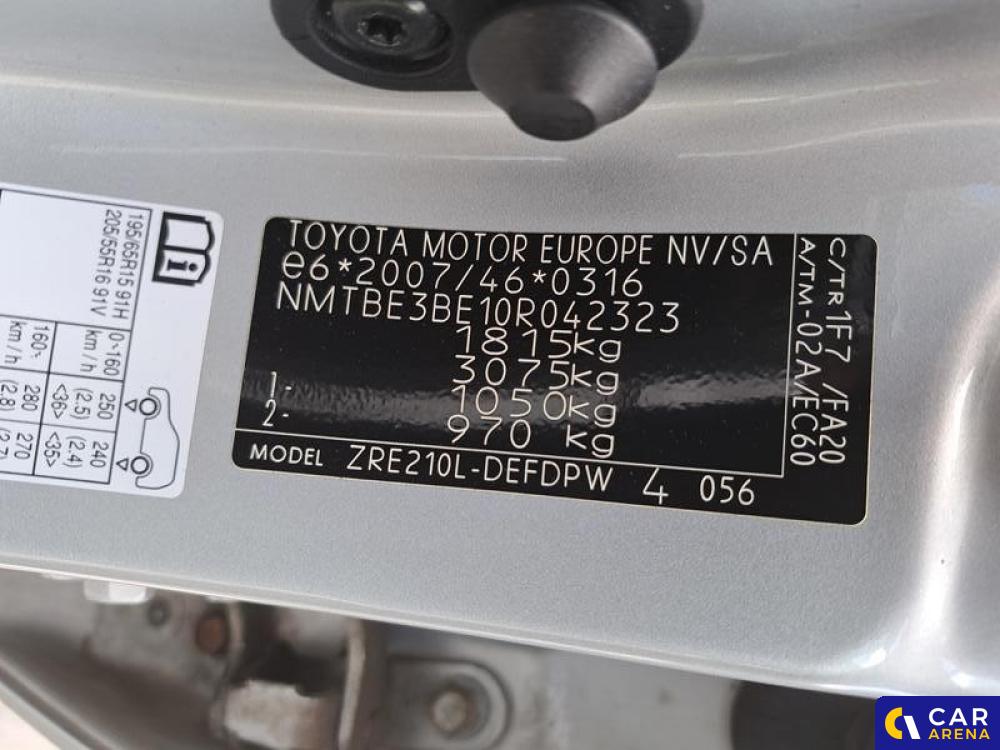 195/65R15 91H
205/55R16 91V
0~160
km/h
250
(2.5)
<36>
240
(2.4)
<35>
160~
km/h
280
(2.8)
270
TOYOTA MOTOR EUROPE NV/SA
e6*2007/46*0316
NMTBE3BE10R042323
1815kg
3075kg
1- 1050kg
2- 970 kg
MODEL ZRE210L-DEFDPW 4 056
C/TR 1F7 /FA20
A/TM-02A/EC60
CAR
ARENA